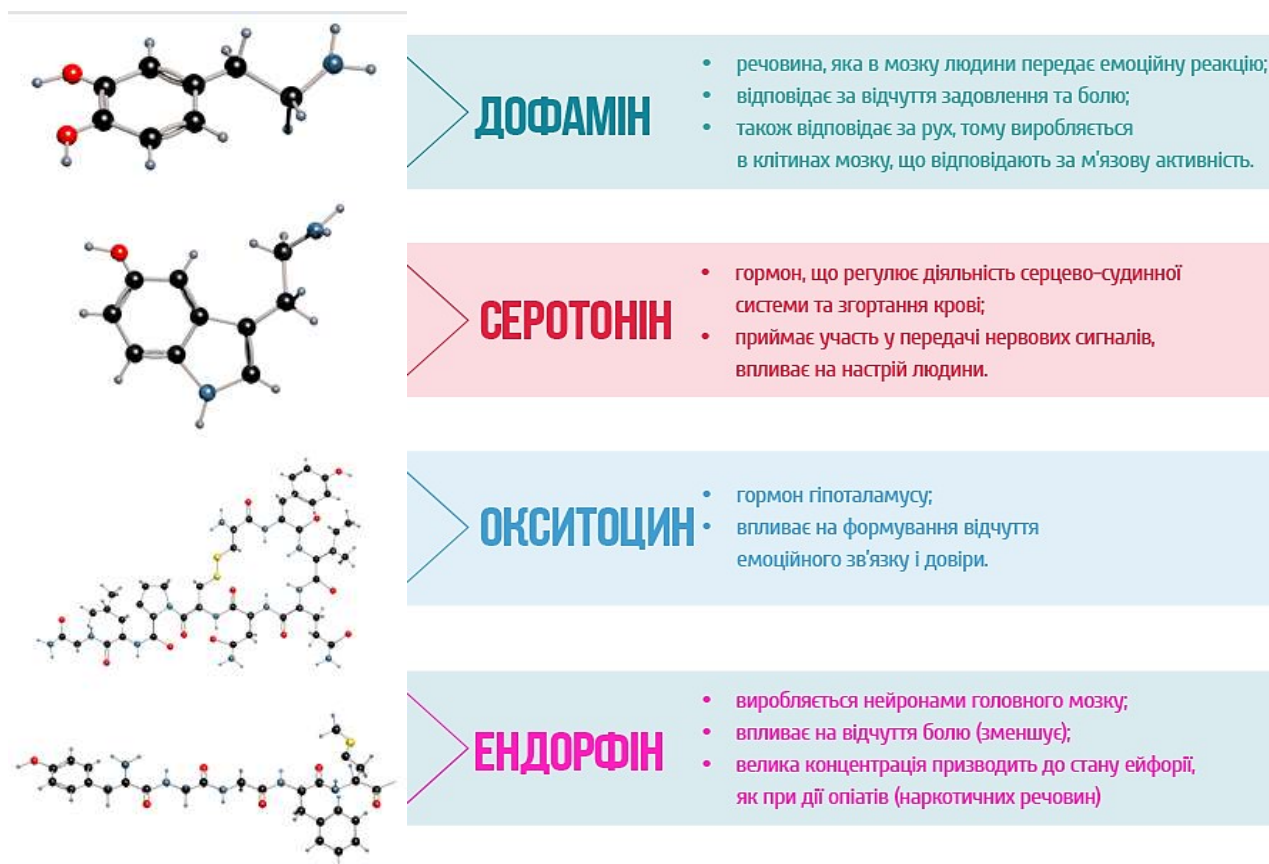 ДОФАМІН
• речовина, яка в мозку людини передає емоційну реакцію;
• відповідає за відчуття задовлення та болю;
• також відповідає за рух, тому виробляється
в клітинах мозку, що відповідають за м'язову активність.
СЕРОТОНІН
• гормон, що регулює діяльність серцево-судинної
системи та згортання крові;
• приймає участь у передачі нервових сигналів,
впливає на настрій людини.
ОКСИТОЦИН
• гормон гіпоталамусу;
• впливає на формування відчуття
емоційного зв'язку і довіри.
ЕНДОРФІН
• виробляється нейронами головного мозку;
• впливає на відчуття болю (зменшує);
• велика концентрація призводить до стану ейфорії,
як при дії опіатів (наркотичних речовин)